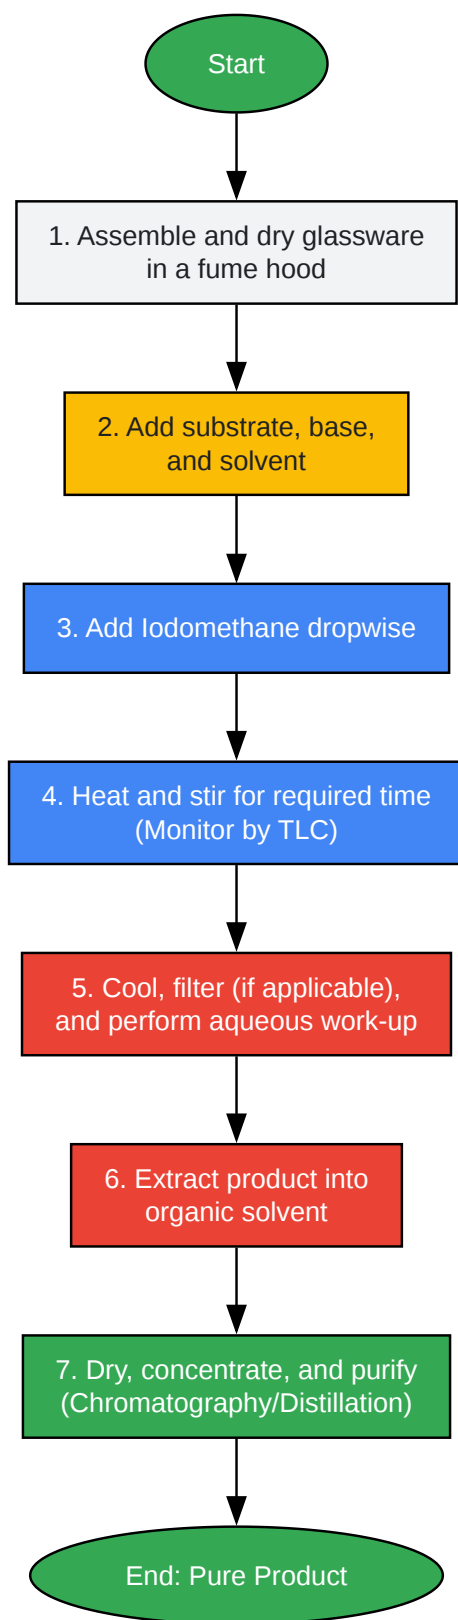 Start
1. Assemble and dry glassware
in a fume hood
2. Add substrate, base,
and solvent
3. Add Iodomethane dropwise
4. Heat and stir for required time
(Monitor by TLC)
5. Cool, filter (if applicable),
and perform aqueous work-up
6. Extract product into
organic solvent
7. Dry, concentrate, and purify
(Chromatography/Distillation)
End: Pure Product